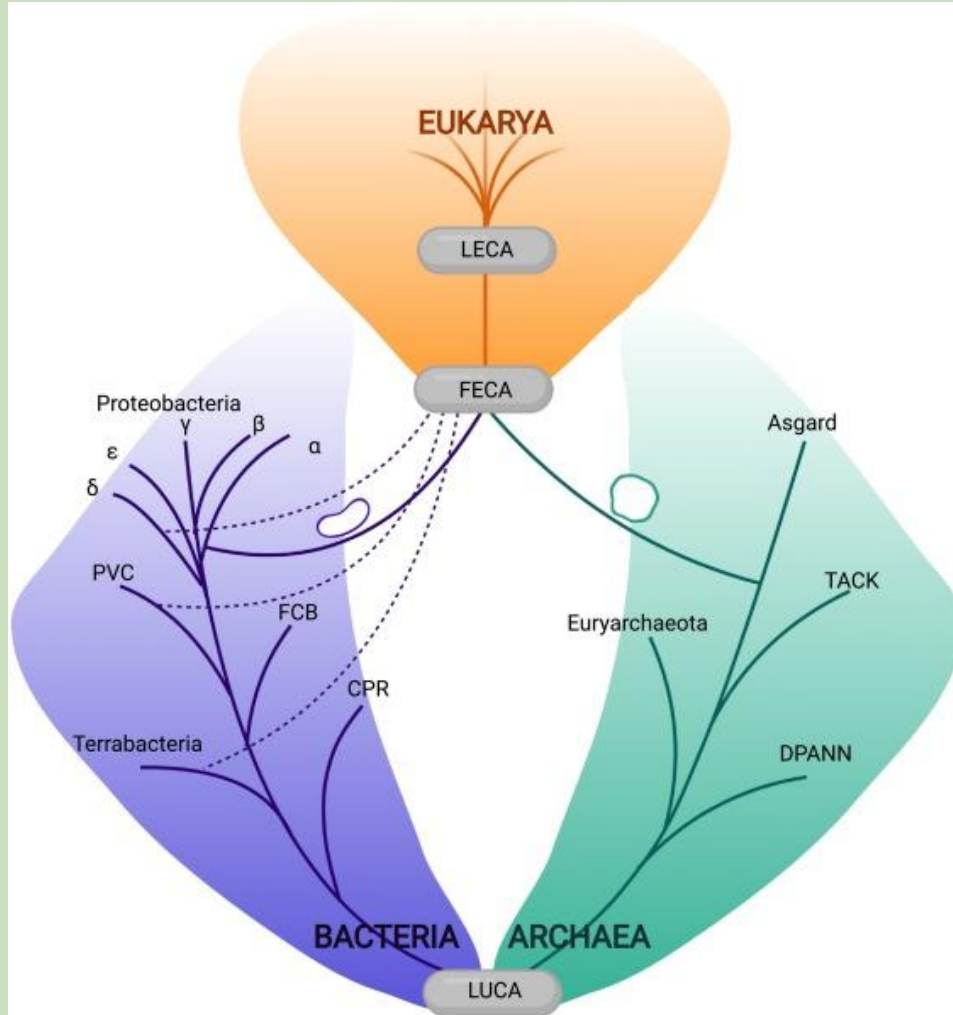 EUKARYA
LECA
FECA
Proteobacteria
γ
β
α
ε
δ
Asgard
PVC
FCB
TACK
Euryarchaeota
CPR
Terrabacteria
DPANN
BACTERIA
ARCHAEA
LUCA